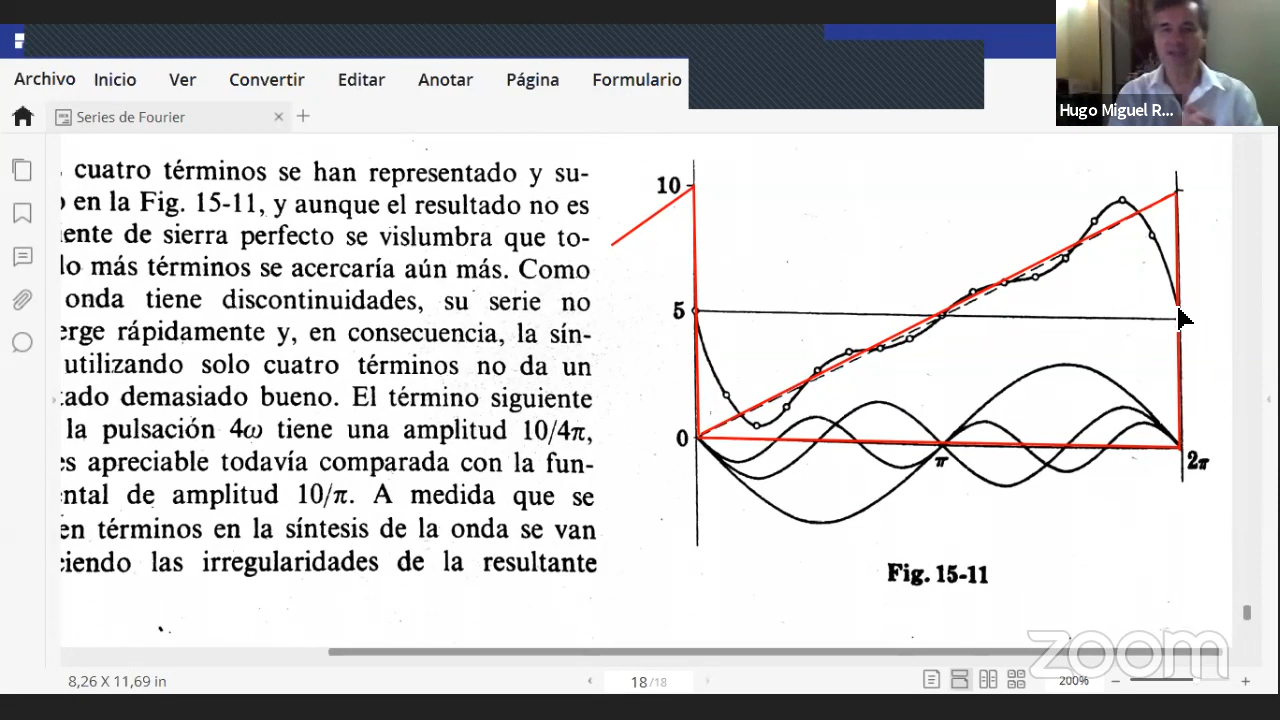 Archivo Inicio Ver Convertir Editar Anotar Página Formulario
Hugo Miguel R...
Series de Fourier
cuatro términos se han representado y su-
en la Fig. 15-11, y aunque el resultado no es
iente de sierra perfecto se vislumbra que to-
lo más términos se acercaría aún más. Como
onda tiene discontinuidades, su serie no
erge rápidamente y, en consecuencia, la sín-
utilizando solo cuatro términos no da un
tado demasiado bueno. El término siguiente
la pulsación 4ω tiene una amplitud 10/4π,
es apreciable todavía comparada con la fun-
ntal de amplitud 10/π. A medida que se
en términos en la síntesis de la onda se van
ciendo las irregularidades de la resultante
10
5
0
π
2π
Fig. 15-11
zoom
8,26 x 11,69 in
18 /18
200%